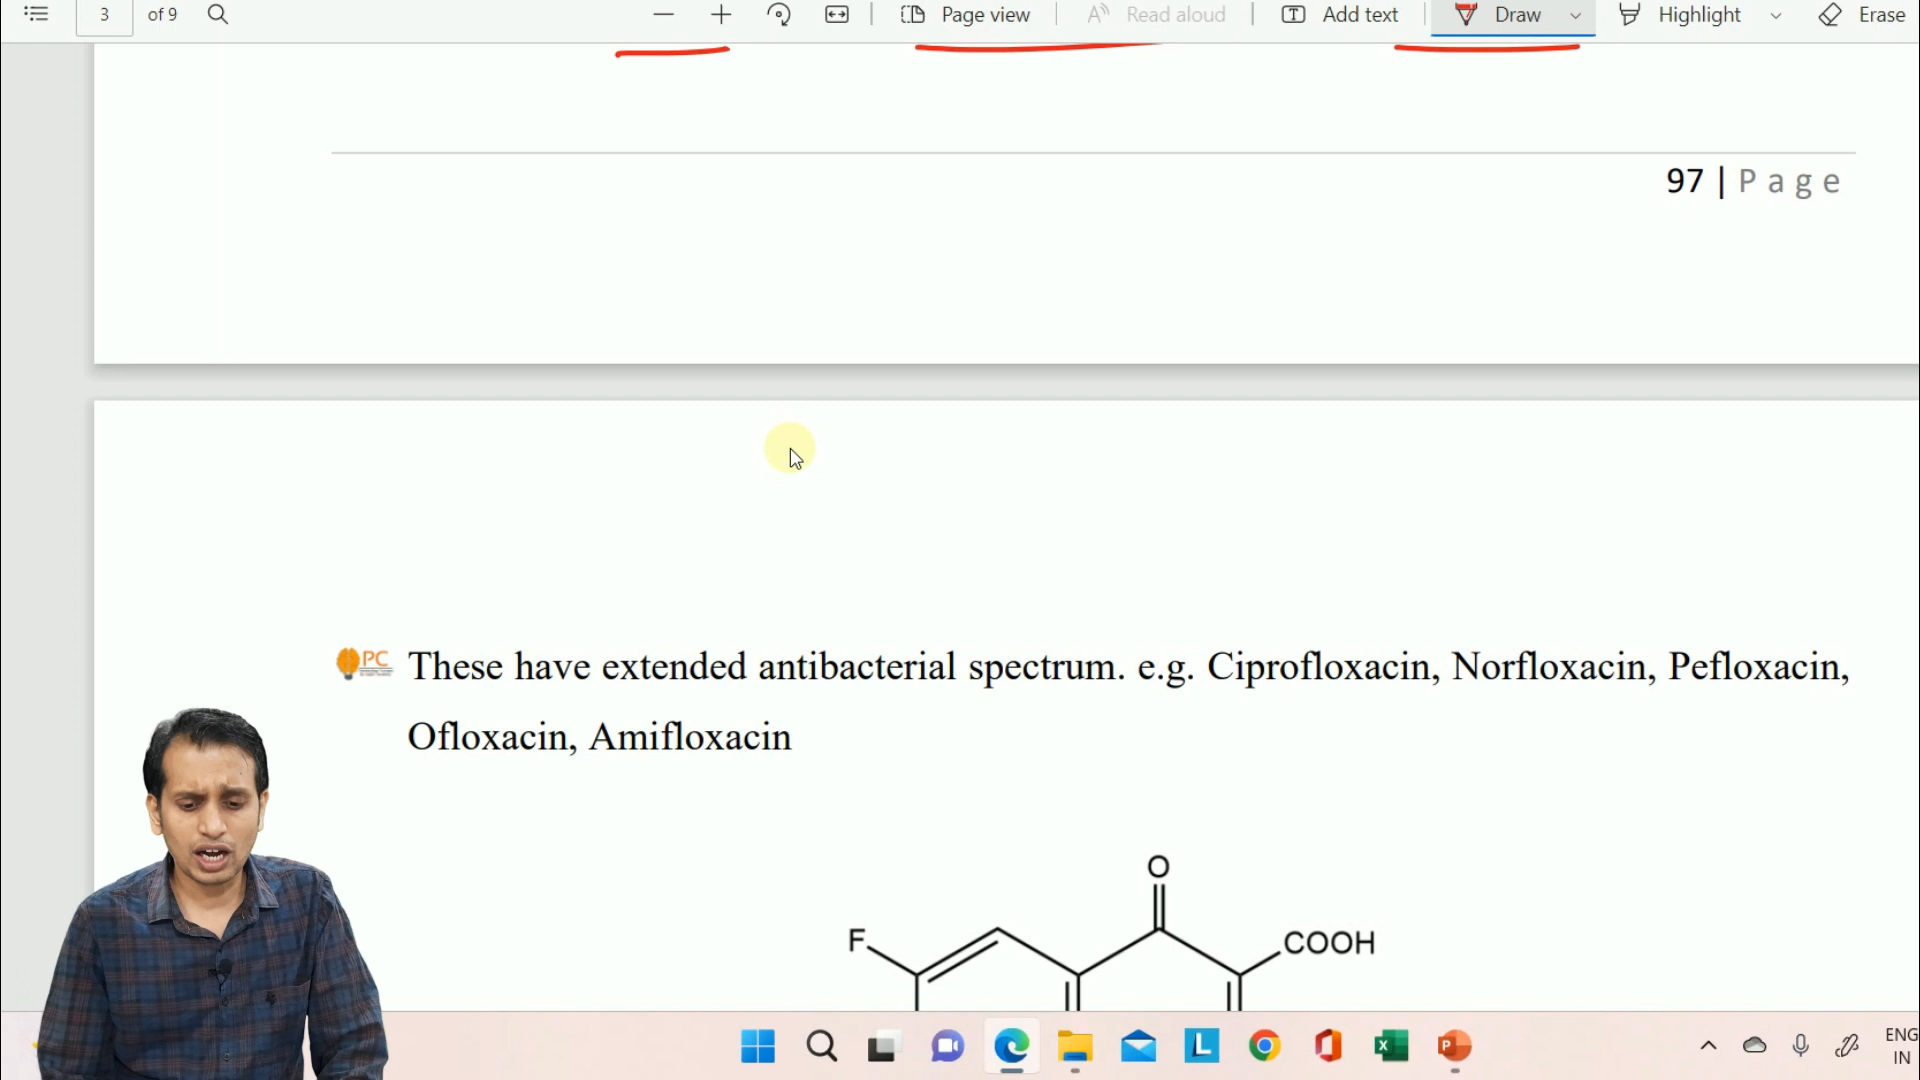 3 of 9 Page view Read aloud Add text Draw Highlight Erase
97 | Page
PC These have extended antibacterial spectrum. e.g. Ciprofloxacin, Norfloxacin, Pefloxacin,
Ofloxacin, Amifloxacin
O
F COOH
ENG
IN